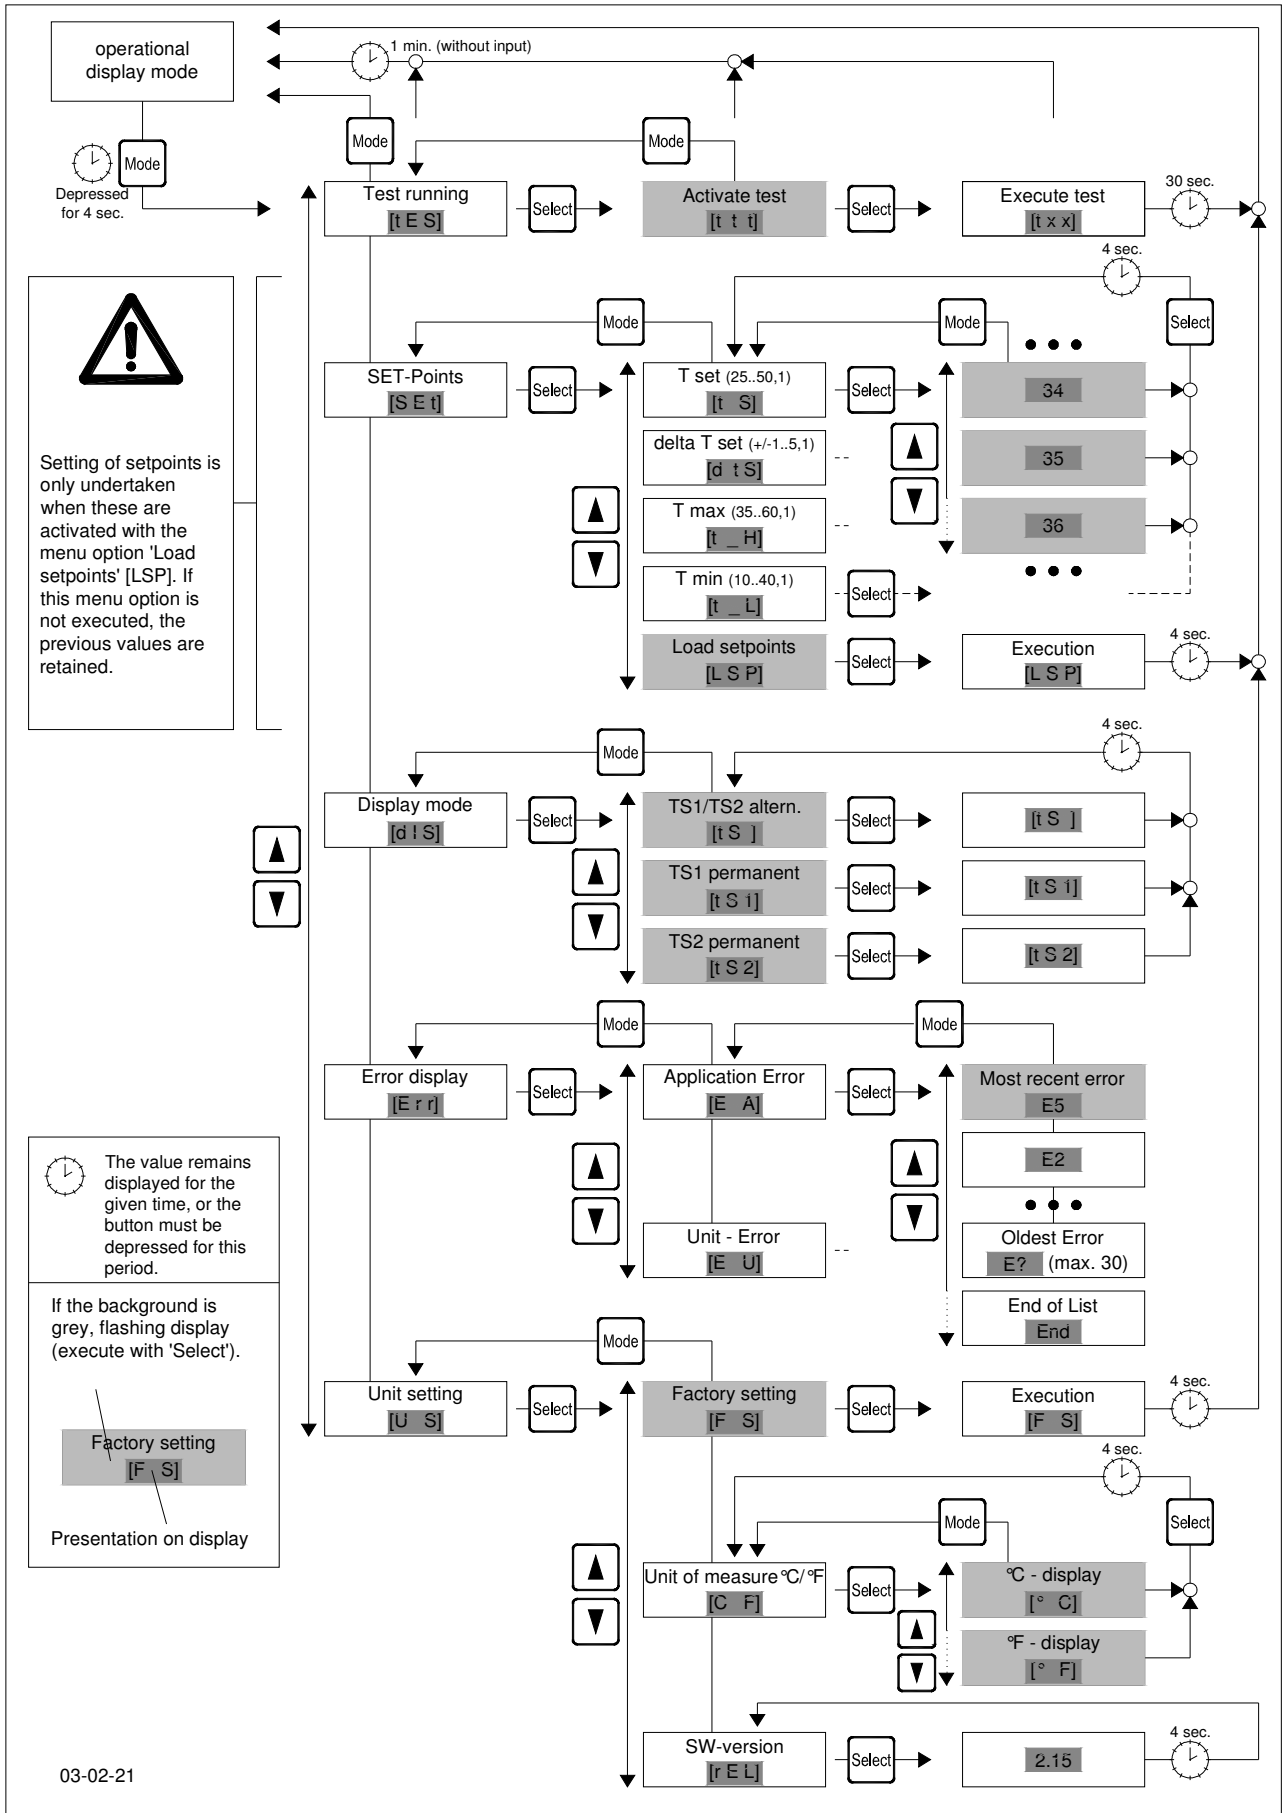 operational
display mode
1 min. (without input)
Mode
Mode
Mode
Depressed
for 4 sec.
Test running
[t E S]
Select
Activate test
[t t t]
Select
Execute test
[t x x]
30 sec.
4 sec.
Mode
Mode
Select
Setting of setpoints is
only undertaken
when these are
activated with the
menu option 'Load
setpoints' [LSP]. If
this menu option is
not executed, the
previous values are
retained.
SET-Points
[S E t]
Select
T set (25..50,1)
[t S]
Select
34
delta T set (+/-1..5,1)
[d t S]
--
35
T max (35..60,1)
[t _ H]
--
36
T min (10..40,1)
[t _ L]
Select
Load setpoints
[L S P]
Select
Execution
[L S P]
4 sec.
4 sec.
Mode
Display mode
[d I S]
Select
TS1/TS2 altern.
[t S ]
Select
[t S ]
TS1 permanent
[t S 1]
Select
[t S 1]
TS2 permanent
[t S 2]
Select
[t S 2]
Mode
Mode
Error display
[E r r]
Select
Application Error
[E A]
Select
Most recent error
E5
E2
Unit - Error
[E U]
--
Oldest Error
E? (max. 30)
End of List
End
The value remains
displayed for the
given time, or the
button must be
depressed for this
period.
If the background is
grey, flashing display
(execute with 'Select').
Factory setting
[F S]
Presentation on display
Mode
Unit setting
[U S]
Select
Factory setting
[F S]
Select
Execution
[F S]
4 sec.
4 sec.
Mode
Select
Unit of measure °C/°F
[C F]
Select
°C - display
[° C]
°F - display
[° F]
SW-version
[r E L]
Select
2.15
4 sec.
03-02-21